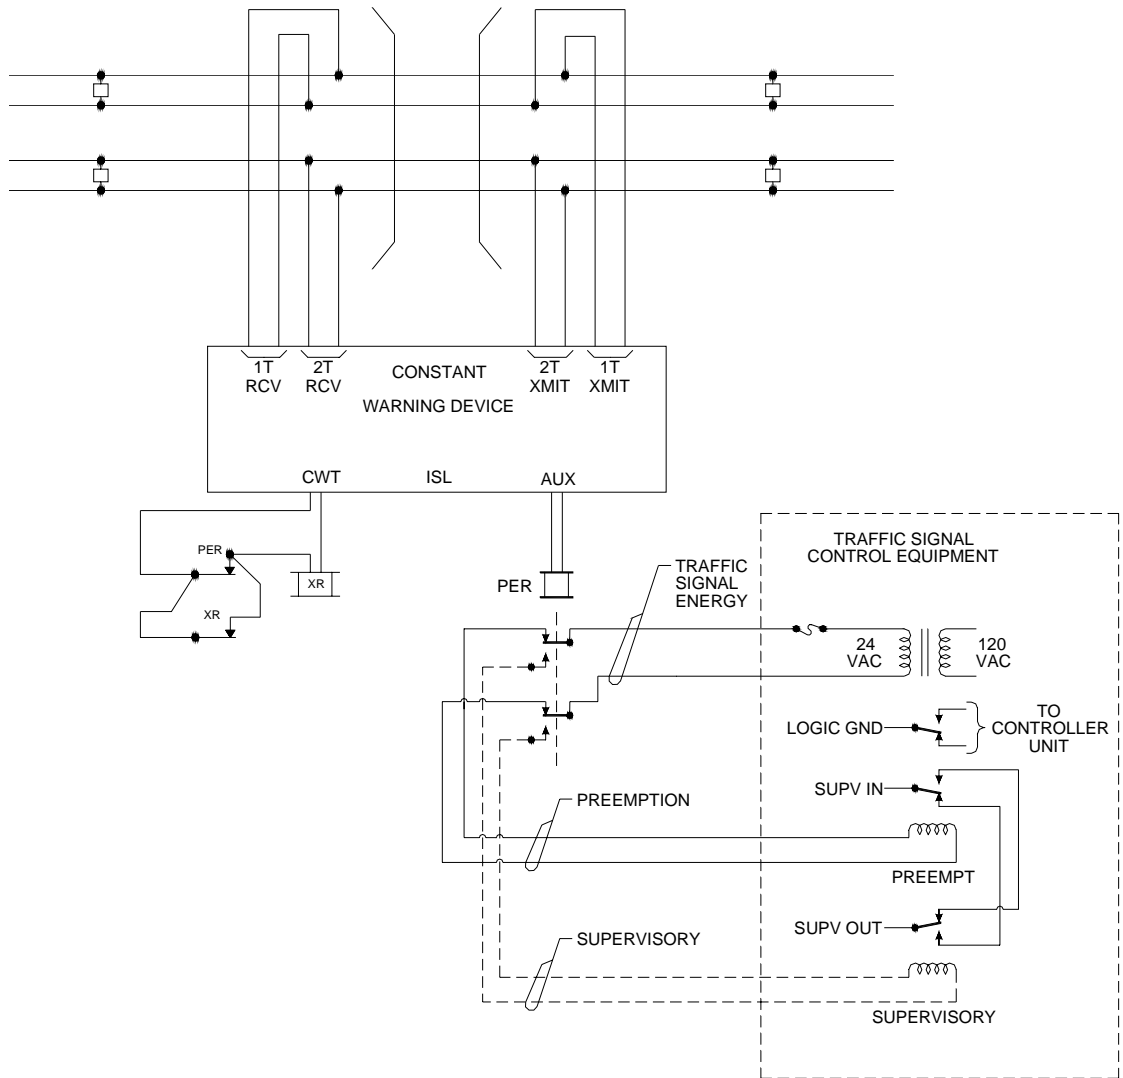 1T
RCV
2T
RCV
CONSTANT
WARNING DEVICE
2T
XMIT
1T
XMIT
CWT
ISL
AUX
PER
XR
XR
PER
TRAFFIC
SIGNAL
ENERGY
TRAFFIC SIGNAL
CONTROL EQUIPMENT
24
VAC
120
VAC
LOGIC GND
TO
CONTROLLER
UNIT
SUPV IN
PREEMPTION
PREEMPT
SUPV OUT
SUPERVISORY
SUPERVISORY